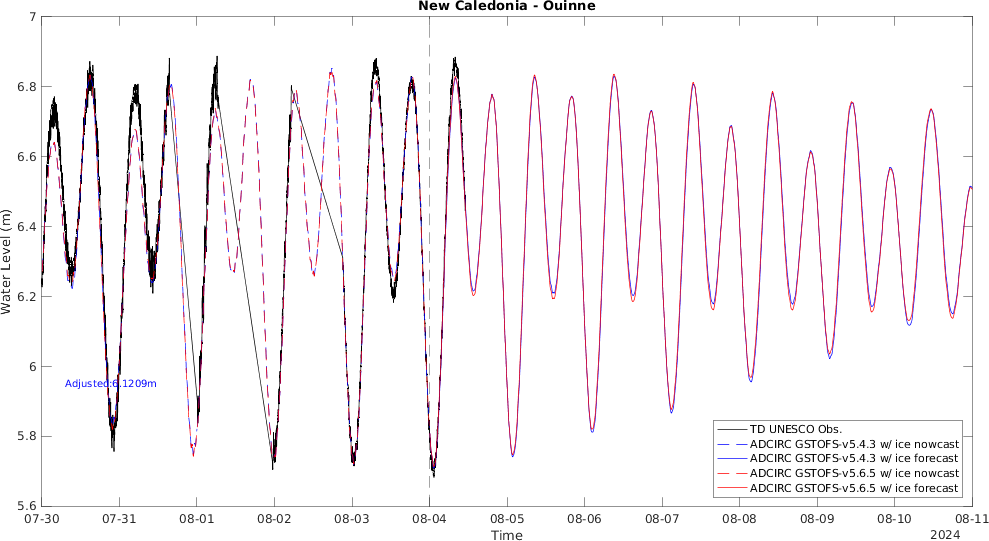 New Caledonia - Ouinne
7
6.8
6.6
6.4
6.2
6
5.8
5.6
Water Level (m)
Adjusted:6.1209m
TD UNESCO Obs.
ADCIRC GSTOFS-v5.4.3 w/ ice nowcast
ADCIRC GSTOFS-v5.4.3 w/ ice forecast
ADCIRC GSTOFS-v5.6.5 w/ ice nowcast
ADCIRC GSTOFS-v5.6.5 w/ ice forecast
07-30 07-31 08-01 08-02 08-03 08-04 08-05 08-06 08-07 08-08 08-09 08-10 08-11
Time
2024